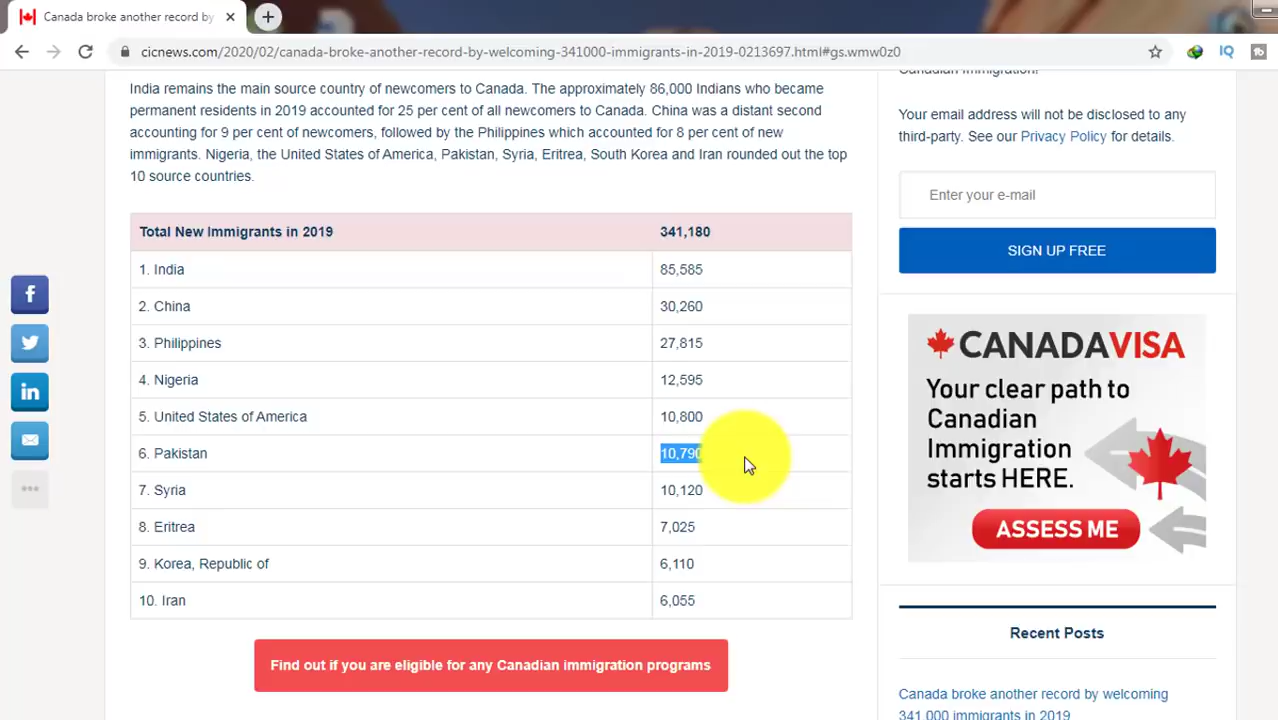 Canada broke another record by
cicnews.com/2020/02/canada-broke-another-record-by-welcoming-341000-immigrants-in-2019-0213697.html#gs.wmw0z0
IQ
India remains the main source country of newcomers to Canada. The approximately 86,000 Indians who became
permanent residents in 2019 accounted for 25 per cent of all newcomers to Canada. China was a distant second
accounting for 9 per cent of newcomers, followed by the Philippines which accounted for 8 per cent of new
immigrants. Nigeria, the United States of America, Pakistan, Syria, Eritrea, South Korea and Iran rounded out the top
10 source countries.
Total New Immigrants in 2019 341,180
1. India 85,585
2. China 30,260
3. Philippines 27,815
4. Nigeria 12,595
5. United States of America 10,800
6. Pakistan 10,790
7. Syria 10,120
8. Eritrea 7,025
9. Korea, Republic of 6,110
10. Iran 6,055
Find out if you are eligible for any Canadian immigration programs
Canadian immigration!
Your email address will not be disclosed to any
third-party. See our Privacy Policy for details.
Enter your e-mail
SIGN UP FREE
CANADAVISA
Your clear path to
Canadian
Immigration
starts HERE.
ASSESS ME
Recent Posts
Canada broke another record by welcoming
341,000 immigrants in 2019